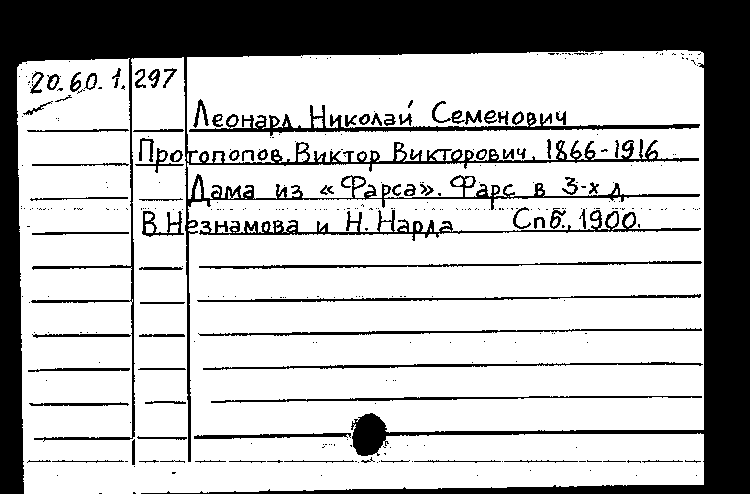 20.60.1.297
Леонард, Николай Семенович
Протопопов, Виктор Викторович, 1866-1916
Дама из «Фарса». Фарс в 3-х д.
В. Незнамова и Н. Нарда. Спб., 1900.